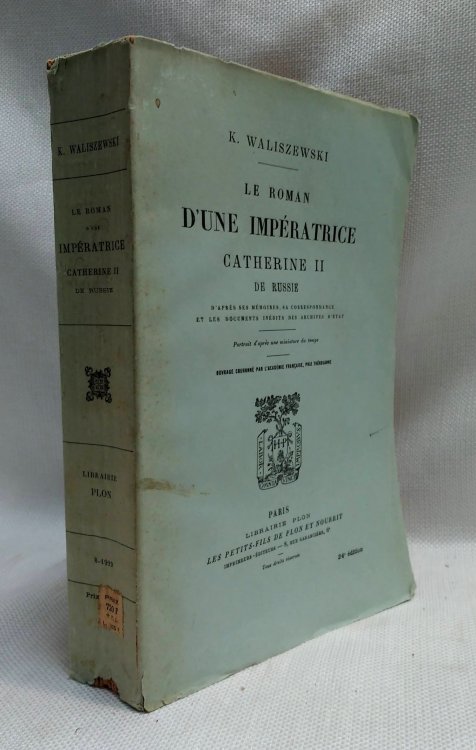 K. WALISZEWSKI
LE ROMAN
D'UNE
IMPÉRATRICE
CATHERINE II
DE RUSSIE
LIBRAIRIE
PLON
Prix
K. WALISZEWSKI
LE ROMAN
D'UNE IMPÉRATRICE
CATHERINE II
DE RUSSIE
D'APRÈS SES MÉMOIRES, SA CORRESPONDANCE
ET LES DOCUMENTS INÉDITS DES ARCHIVES D'ÉTAT
Portrait d'après une miniature du temps
OUVRAGE COURONNÉ PAR L'ACADÉMIE FRANÇAISE, PRIX THÉROUANNE
LABOR
PARIS
LIBRAIRIE PLON
LES PETITS-FILS DE PLON ET NOURRIT
IMPRIMEURS-ÉDITEURS — 8, RUE GARANCIÈRE, 6e
Tous droits réservés
24e édition